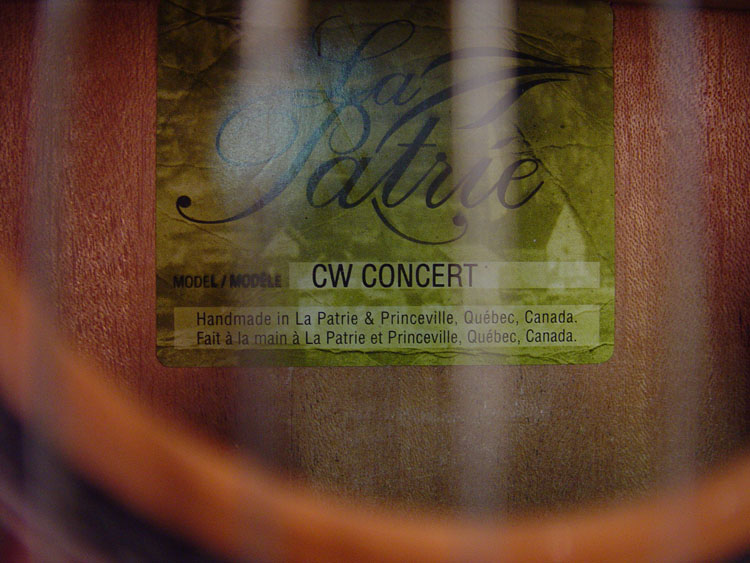 La
Patrie
MODEL / MODÈLE CW CONCERT
Handmade in La Patrie & Princeville, Québec, Canada.
Fait à la main à La Patrie et Princeville, Québec, Canada.